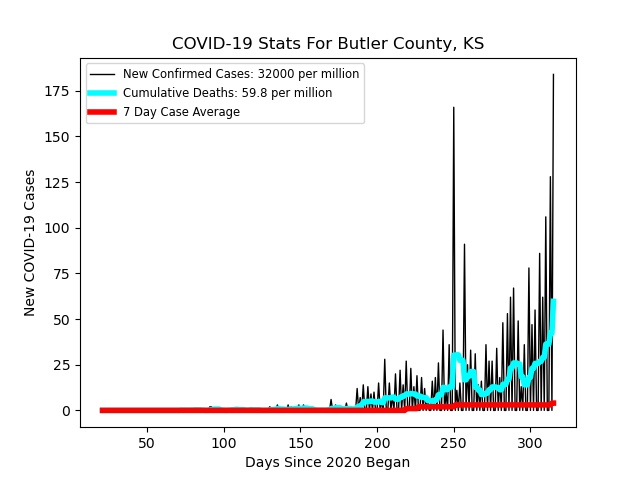 COVID-19 Stats For Butler County, KS
New Confirmed Cases: 32000 per million
Cumulative Deaths: 59.8 per million
7 Day Case Average
New COVID-19 Cases
175
150
125
100
75
50
25
0
50 100 150 200 250 300
Days Since 2020 Began